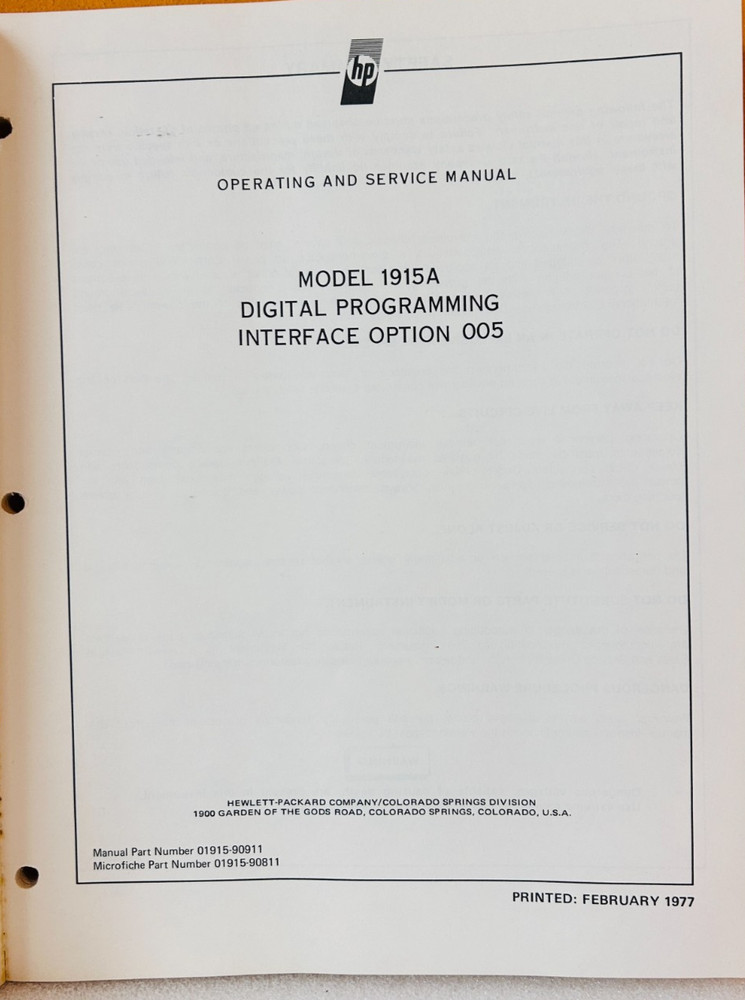 hp
OPERATING AND SERVICE MANUAL
MODEL 1915A
DIGITAL PROGRAMMING
INTERFACE OPTION 005
HEWLETT-PACKARD COMPANY/COLORADO SPRINGS DIVISION
1900 GARDEN OF THE GODS ROAD, COLORADO SPRINGS, COLORADO, U.S.A.
Manual Part Number 01915-90911
Microfiche Part Number 01915-90811
PRINTED: FEBRUARY 1977